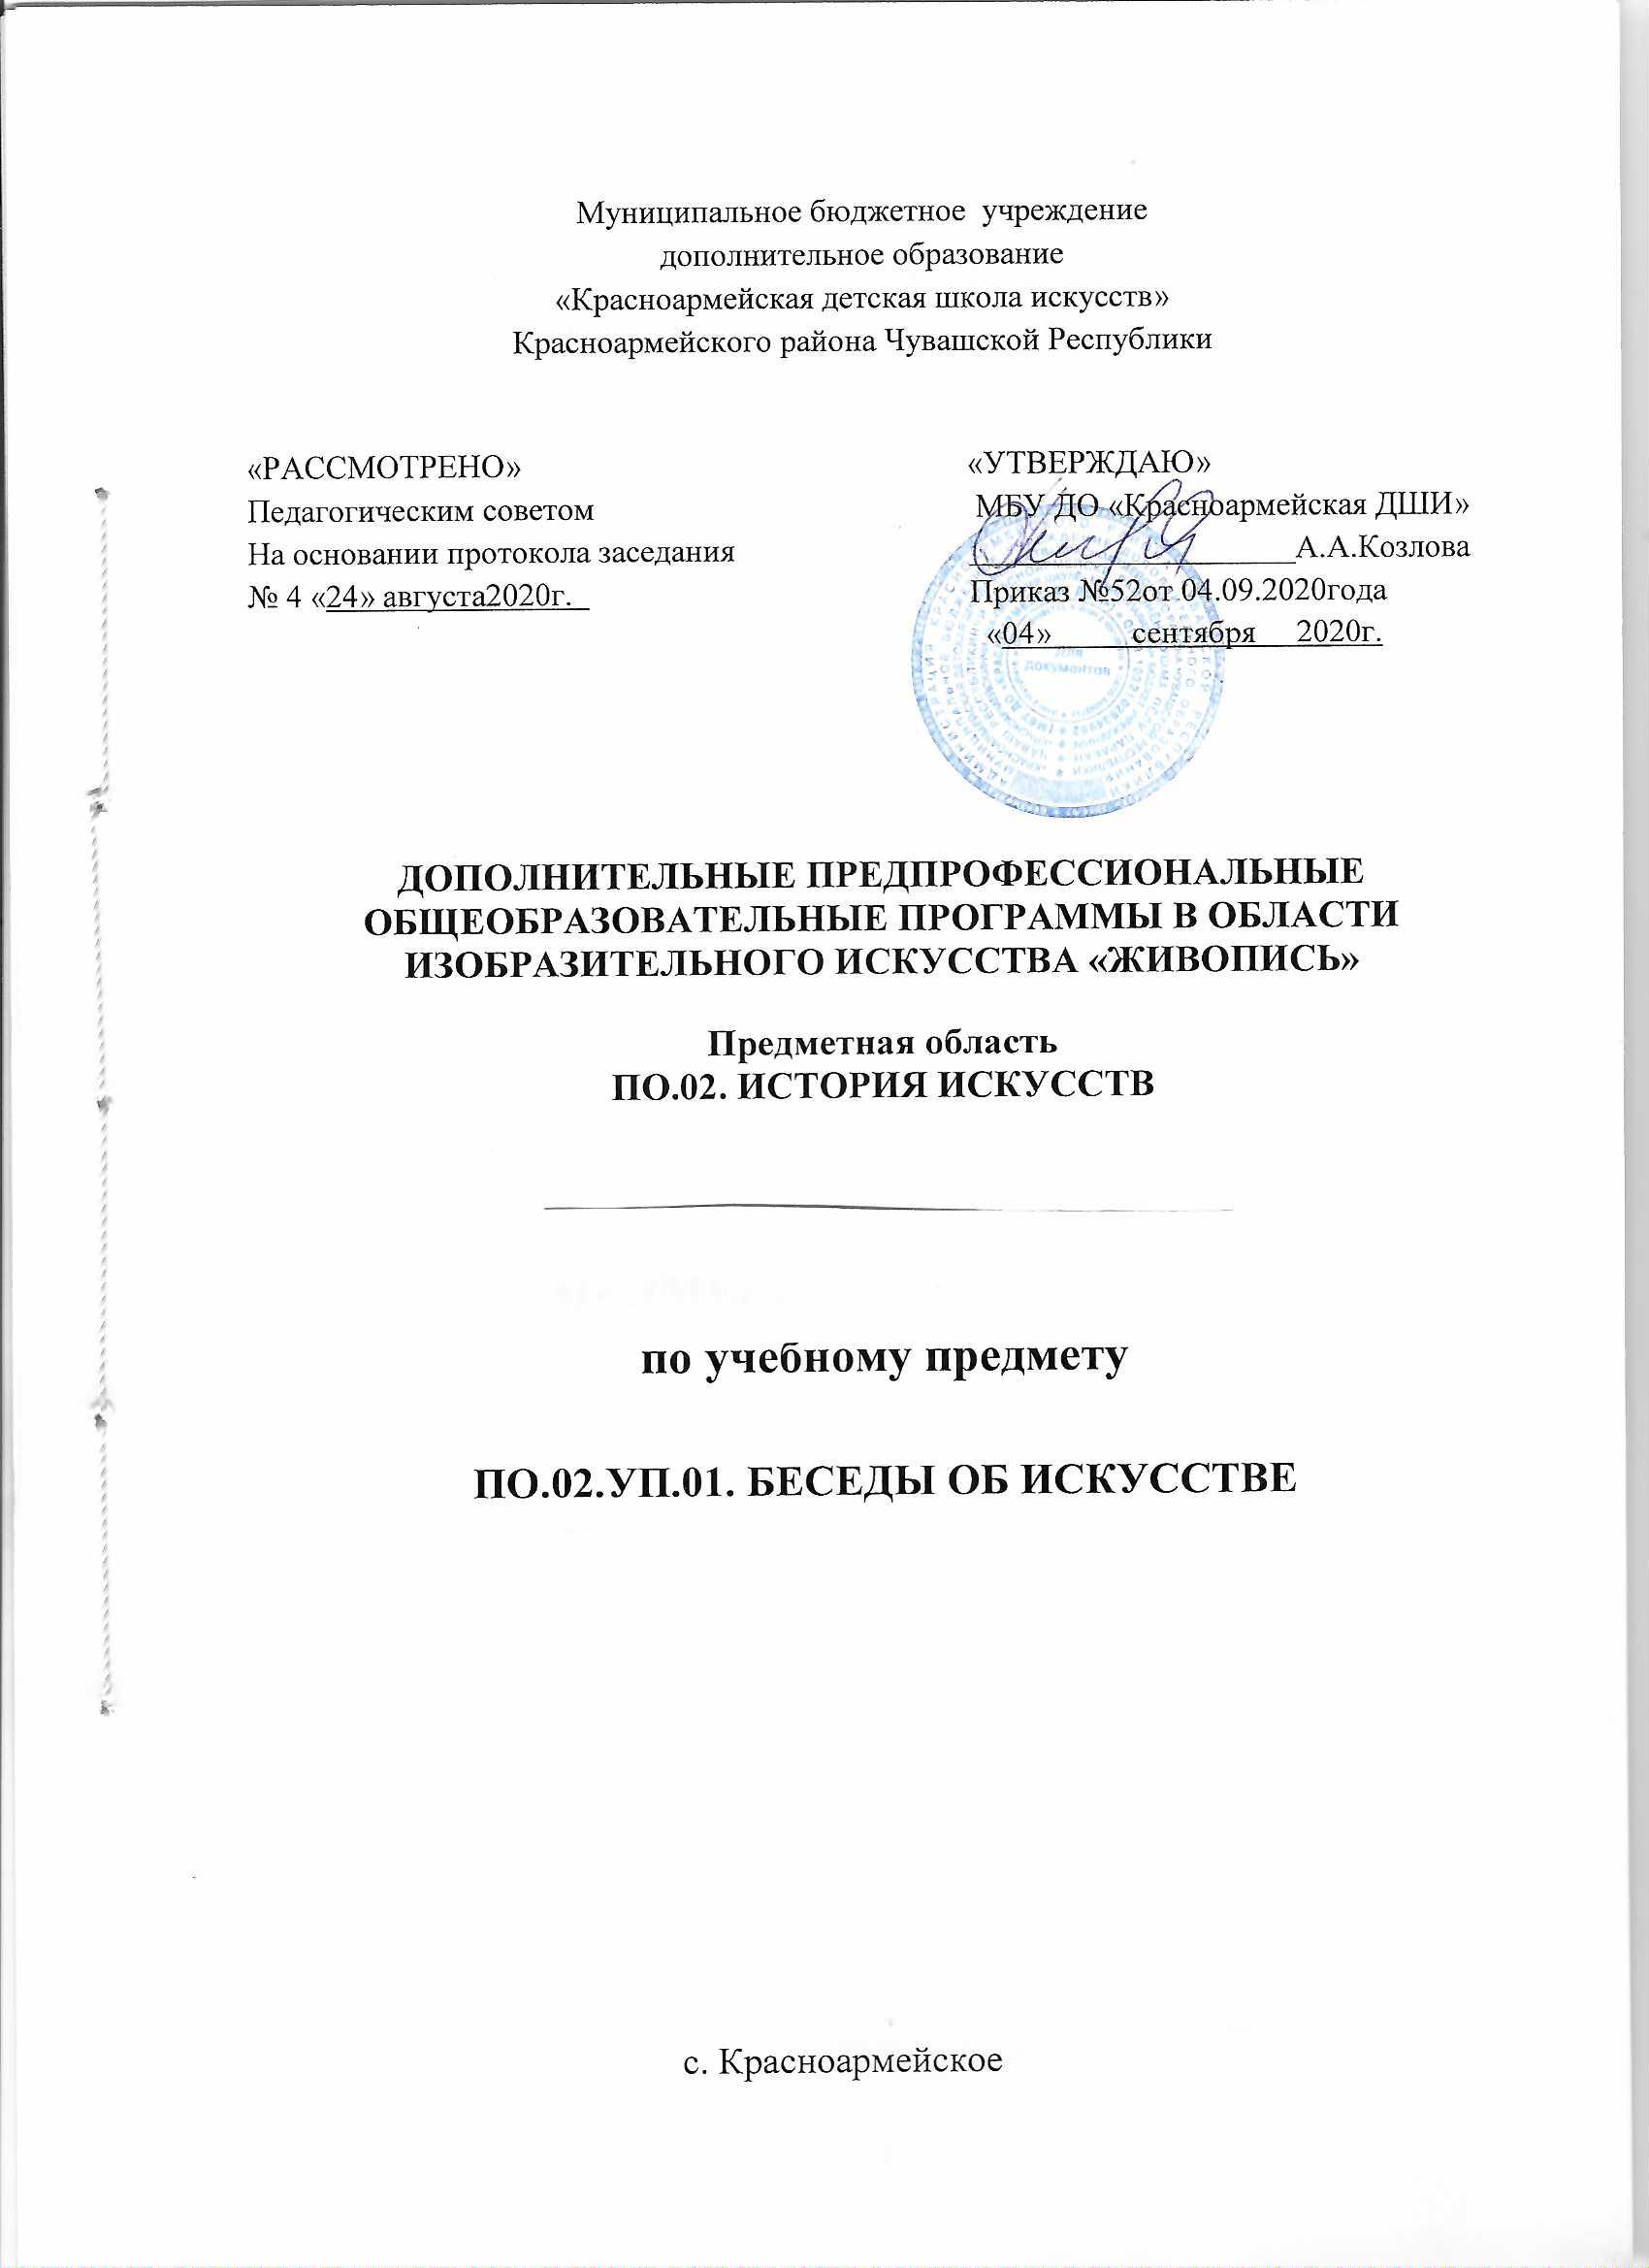 Муниципальное бюджетное учреждение
дополнительное образование
«Красноармейская детская школа искусств»
Красноармейского района Чувашской Республики
«РАССМОТРЕНО»
Педагогическим советом
На основании протокола заседания
№ 4 «24» августа2020г.
«УТВЕРЖДАЮ»
МБУ ДО «Красноармейская ДШИ»
А.А.Козлова
Приказ №52от 04.09.2020года
«04» сентября 2020г.
для
документов
ДОПОЛНИТЕЛЬНЫЕ ПРЕДПРОФЕССИОНАЛЬНЫЕ
ОБЩЕОБРАЗОВАТЕЛЬНЫЕ ПРОГРАММЫ В ОБЛАСТИ
ИЗОБРАЗИТЕЛЬНОГО ИСКУССТВА «ЖИВОПИСЬ»
Предметная область
ПО.02. ИСТОРИЯ ИСКУССТВ
по учебному предмету
ПО.02.УП.01. БЕСЕДЫ ОБ ИСКУССТВЕ
с. Красноармейское